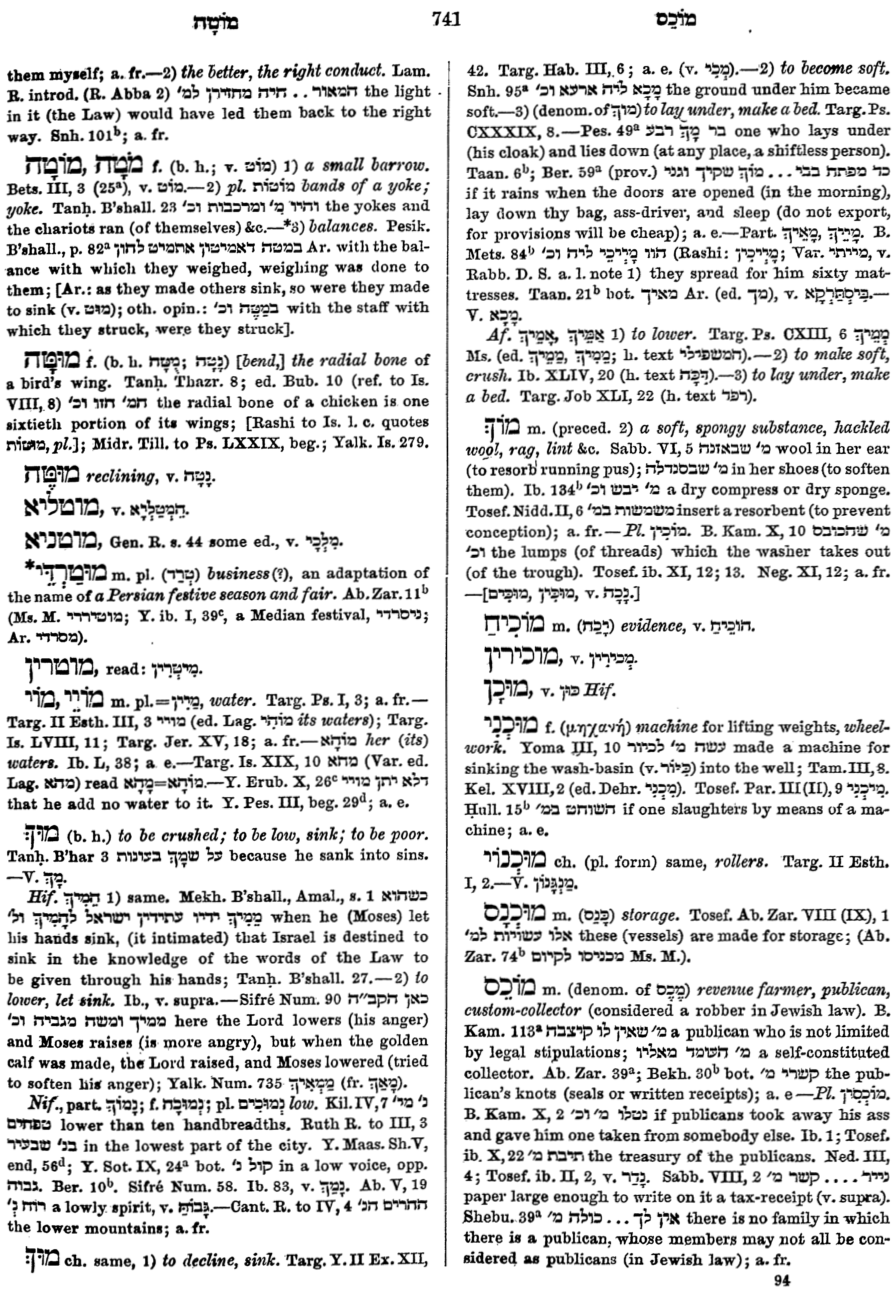 מוֹטָה
741
מוֹכֵס
them myself; a. fr.—2) the better, the right conduct. Lam.
R. introd. (R. Abba 2) המאור . . היה מחזירן למ' the light
in it (the Law) would have led them back to the right
way. Snh. 101ᵇ; a. fr.
מֹטָה, מוֹטָה f. (b. h.; v. מוֹט) 1) a small barrow.
Bets. III, 3 (25ᵃ), v. מוֹט.—2) pl. מוֹטוֹת bands of a yoke;
yoke. Tanḥ. B'shall. 23 והיו מ' ומרכבות וכ' the yokes and
the chariots ran (of themselves) &c.—*3) balances. Pesik.
B'shall., p. 82ᵃ במטה דאמיטין אתמיט להון Ar. with the bal-
ance with which they weighed, weighing was done to
them; [Ar.: as they made others sink, so were they made
to sink (v. מוּט); oth. opin.: במַטֶּה וכ' with the staff with
which they struck, were they struck].
מוּטָּה f. (b. h. מֻטָּה; נָטָה) [bend,] the radial bone of
a bird's wing. Tanḥ. Thazr. 8; ed. Bub. 10 (ref. to Is.
VIII, 8) חמ' חזו וכ' the radial bone of a chicken is one
sixtieth portion of its wings; [Rashi to Is. l. c. quotes
מוטות, pl.]; Midr. Till. to Ps. LXXIX, beg.; Yalk. Is. 279.
מוּטֶּה reclining, v. נָטָה.
מוטליא, v. הַמְטַלְיָא.
מוטניא, Gen. R. s. 44 some ed., v. מַלְכֵּי.
*מוּטַרְדֵּי m. pl. (טְרַד) business(?), an adaptation of
the name of a Persian festive season and fair. Ab. Zar. 11ᵇ
(Ms. M. מוטירדי; Y. ib. I, 39ᶜ, a Median festival, ניסרדי;
Ar. מסרדי).
מוטרין, read: מִיטְרִין.
מוֹי, מוֹיֵי m. pl.=מַיִין, water. Targ. Ps. I, 3; a. fr.—
Targ. II Esth. III, 3 מויי (ed. Lag. מוֹהִי its waters); Targ.
Is. LVIII, 11; Targ. Jer. XV, 18; a. fr.—מוֹהָא her (its)
waters. Ib. L, 38; a. e.—Targ. Is. XIX, 10 מהא (Var. ed.
Lag. מהא) read מוֹהָא=מָהָא.—Y. Erub. X, 26ᶜ דלא יתן מויי
that he add no water to it. Y. Pes. III, beg. 29ᵈ; a. e.
מוּךְ (b. h.) to be crushed; to be low, sink; to be poor.
Tanḥ. B'har 3 על שמָּךְ בעונות because he sank into sins.
—V. מָךְ.
Hif. הֵמִיךְ 1) same. Mekh. B'shall., Amal., s. 1 כשהוא
מֵמִיךְ ידיו עתידין ישראל לְהָמִיךְ ול' when he (Moses) let
his hands sink, (it intimated) that Israel is destined to
sink in the knowledge of the words of the Law to
be given through his hands; Tanḥ. B'shall. 27.—2) to
lower, let sink. Ib., v. supra.—Sifré Num. 90 כאן הקב״ה
ממיך ומשה מגביה וכ' here the Lord lowers (his anger)
and Moses raises (is more angry), but when the golden
calf was made, the Lord raised, and Moses lowered (tried
to soften his anger); Yalk. Num. 735 מַמְאִיךְ (fr. מָאַךְ).
Nif., part. נָמוֹךְ; f. נְמוּכָה; pl. נְמוּכִים low. Kil. IV, 7 נ' מי'
טפחים lower than ten handbreadths. Ruth R. to III, 3
בנ' שבעיר in the lowest part of the city. Y. Maas. Sh. V,
end, 56ᵈ; Y. Sot. IX, 24ᵃ bot. קול נ' in a low voice, opp.
גבוה. Ber. 10ᵇ. Sifré Num. 58. Ib. 83, v. נָמַךְ. Ab. V, 19
רוח נְ' a lowly spirit, v. גָּבוֹהַּ.—Cant. R. to IV, 4 ההרים הנ'
the lower mountains; a. fr.
מוּךְ ch. same, 1) to decline, sink. Targ. Y. II Ex. XII,
42. Targ. Hab. III, 6; a. e. (v. מָכֵי).—2) to become soft.
Snh. 95ᵃ מָכָא ליה ארעא וכ' the ground under him became
soft.—3) (denom. of מוֹךְ) to lay under, make a bed. Targ. Ps.
CXXXIX, 8.—Pes. 49ᵃ בר מָךְ רבע one who lays under
(his cloak) and lies down (at any place, a shiftless person).
Taan. 6ᵇ; Ber. 59ᵃ (prov.) כד מפתח בבי . . . מוּךְ שקיך וגני
if it rains when the doors are opened (in the morning),
lay down thy bag, ass-driver, and sleep (do not export,
for provisions will be cheap); a. e.—Part. מָאֵיךְ, מָיֵיךְ. B.
Mets. 84ᵇ הוו מָיְיכִי ליה וכ' (Rashi: מָיְיכִין; Var. מייתי, v.
Rabb. D. S. a. l. note 1) they spread for him sixty mat-
tresses. Taan. 21ᵇ bot. מאיך Ar. (ed. מך), v. בִּיסְתַּרְקָא.—
V. מָכָא.
Af. אֲמֵיךְ, אַמֵּיךְ 1) to lower. Targ. Ps. CXIII, 6 מַמֵּיךְ
Ms. (ed. מֵמֵיךְ, מְמִיךְ; h. text המשפילי).—2) to make soft,
crush. Ib. XLIV, 20 (h. text דִּכָּה).—3) to lay under, make
a bed. Targ. Job XLI, 22 (h. text רפד).
מוֹךְ m. (preced. 2) a soft, spongy substance, hackled
wool, rag, lint &c. Sabb. VI, 5 מ' שבאזנה wool in her ear
(to resorb running pus); מ' שבסנדלה in her shoes (to soften
them). Ib. 134ᵇ מ' יבש וכ' a dry compress or dry sponge.
Tosef. Nidd. II, 6 משמשות במ' insert a resorbent (to prevent
conception); a. fr.—Pl. מוֹכִין. B. Kam. X, 10 מ' שהכובס
וכ' the lumps (of threads) which the washer takes out
(of the trough). Tosef. ib. XI, 12; 13. Neg. XI, 12; a. fr.
—[מוּכִּין, מוּכִּים, v. נָכָה.]
מוֹכִיחַ m. (יָכַח) evidence, v. הוֹכִיחַ.
מוֹכִירין, v. מְכִירִין.
מוּכָן, v. כּוּן Hif.
מוּכְנִי f. (μηχανή) machine for lifting weights, wheel-
work. Yoma III, 10 עשה מ' לכיור made a machine for
sinking the wash-basin (v. כִּיּוֹר) into the well; Tam. III, 8.
Kel. XVIII, 2 (ed. Dehr. מְכְנִי). Tosef. Par. III (II), 9 מִיכְנִי.
Ḥull. 15ᵇ השוחט במ' if one slaughters by means of a ma-
chine; a. e.
מוּכְנְוֵי ch. (pl. form) same, rollers. Targ. II Esth.
I, 2.—V. מַנְגָּנוֹן.
מוּכְנָס m. (כָּנַס) storage. Tosef. Ab. Zar. VIII (IX), 1
אלו עשויות למ' these (vessels) are made for storage; (Ab.
Zar. 74ᵇ מכניסו לקיום Ms. M.).
מוֹכֵס m. (denom. of מֶכֶס) revenue farmer, publican,
custom-collector (considered a robber in Jewish law). B.
Kam. 113ᵃ מ' שאין לו קיצבה a publican who is not limited
by legal stipulations; מ' העומד מאליו a self-constituted
collector. Ab. Zar. 39ᵃ; Bekh. 30ᵇ bot. קשרי מ' the pub-
lican's knots (seals or written receipts); a. e—Pl. מוֹכְסִין.
B. Kam. X, 2 נטלו מ' וכ' if publicans took away his ass
and gave him one taken from somebody else. Ib. 1; Tosef.
ib. X, 22 תיבת מ' the treasury of the publicans. Ned. III,
4; Tosef. ib. II, 2, v. נָדַר. Sabb. VIII, 2 נייר . . . . קשר מ'
paper large enough to write on it a tax-receipt (v. supra).
Shebu. 39ᵃ אין לך . . . כולה מ' there is no family in which
there is a publican, whose members may not all be con-
sidered as publicans (in Jewish law); a. fr.
94